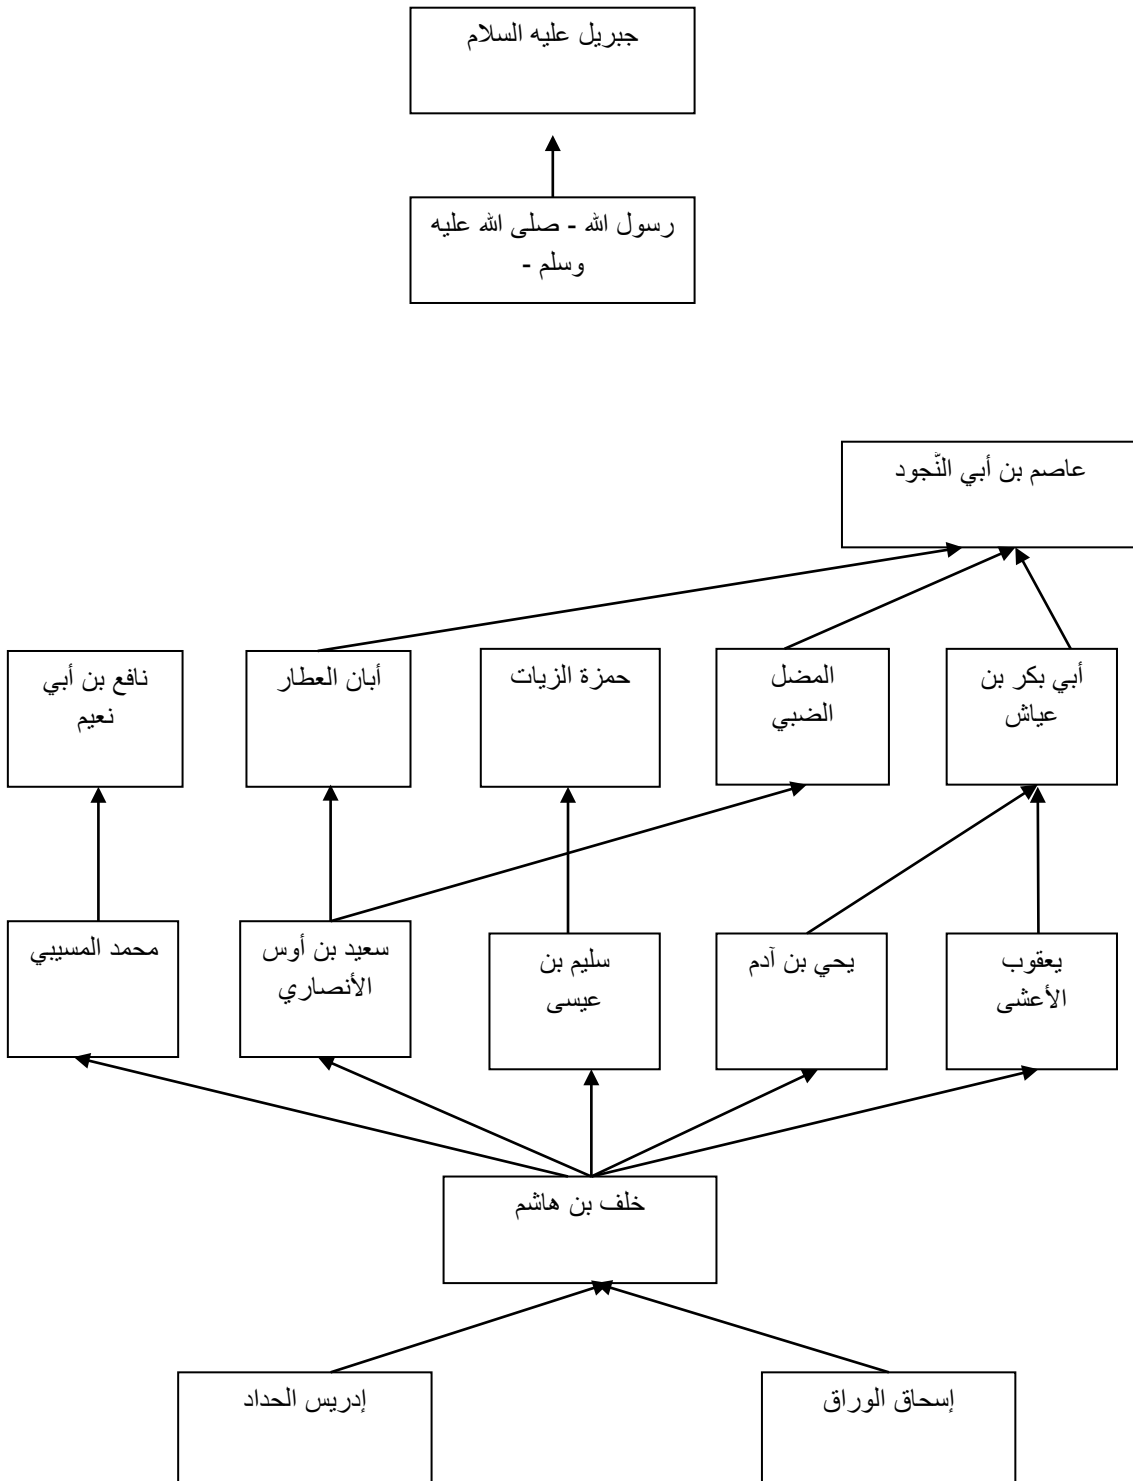 جبريل عليه السلام
رسول الله - صلى الله عليه
وسلم -
عاصم بن أبي النَّجود
أبي بكر بن
عياش
المضل
الضبي
حمزة الزيات
أبان العطار
نافع بن أبي
نعيم
يعقوب
الأعشى
يحي بن آدم
سليم بن
عيسى
سعيد بن أوس
الأنصاري
محمد المسيبي
خلف بن هاشم
إسحاق الوراق
إدريس الحداد